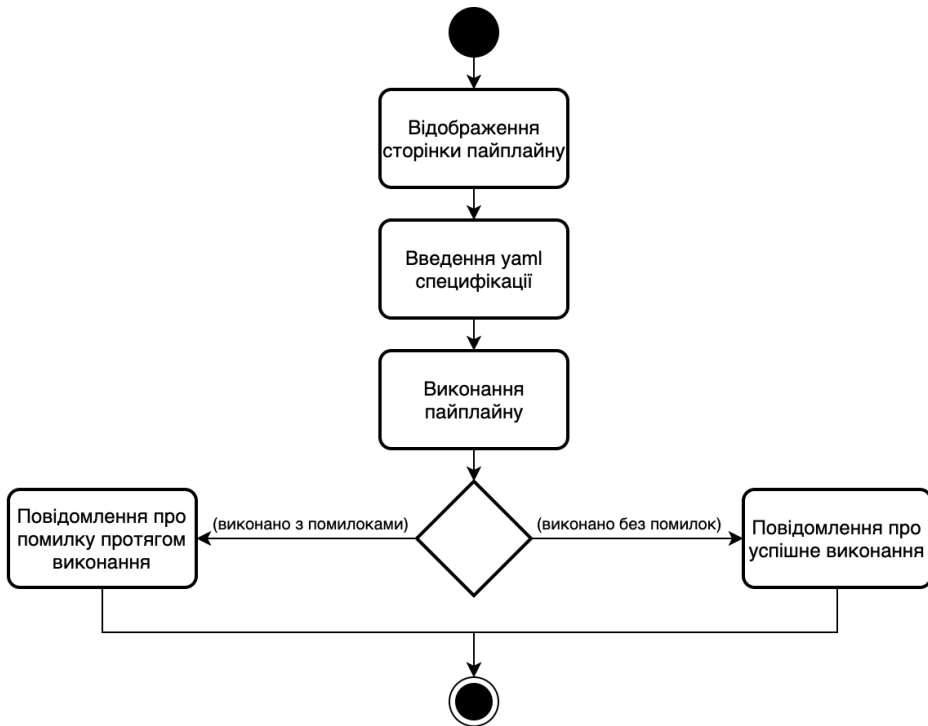 Відображення
сторінки пайплайну
Введення yaml
специфікації
Виконання
пайплайну
Повідомлення про
помилку протягом
виконання
(виконано з помилоками)
(виконано без помилок)
Повідомлення про
успішне виконання